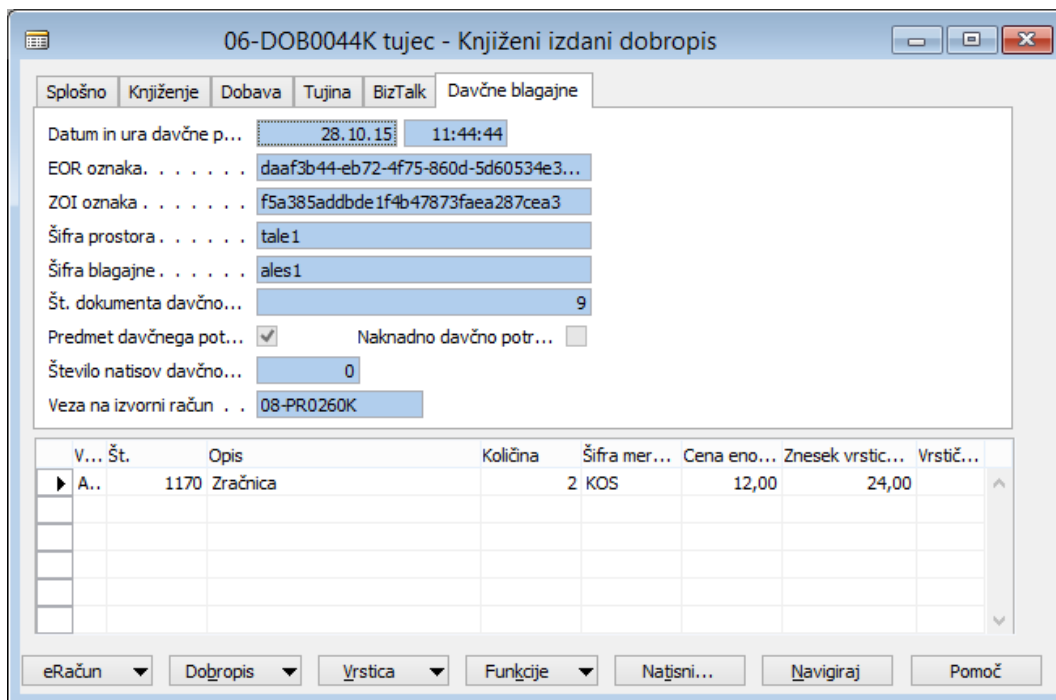 06-DOB0044K tujec - Knjiženi izdani dobropis
Splošno Knjiženje Dobava Tujina BizTalk Davčne blagajne
Datum in ura davčne p... 28.10.15 11:44:44
EOR oznaka. . . . . . . daaf3b44-eb72-4f75-860d-5d60534e3...
ZOI oznaka . . . . . . . f5a385addbde1f4b47873faea287cea3
Šifra prostora . . . . . tale1
Šifra blagajne . . . . . ales1
Št. dokumenta davčno... 9
Predmet davčnega pot... Naknadno davčno potr...
Število natisov davčno... 0
Veza na izvorni račun . . 08-PR0260K
V... Št. Opis Količina Šifra mer... Cena eno... Znesek vrstic... Vrstič...
A.. 1170 Zračnica 2 KOS 12,00 24,00
eRačun Dobropis Vrstica Funkcije Natisni... Navigiraj Pomoč